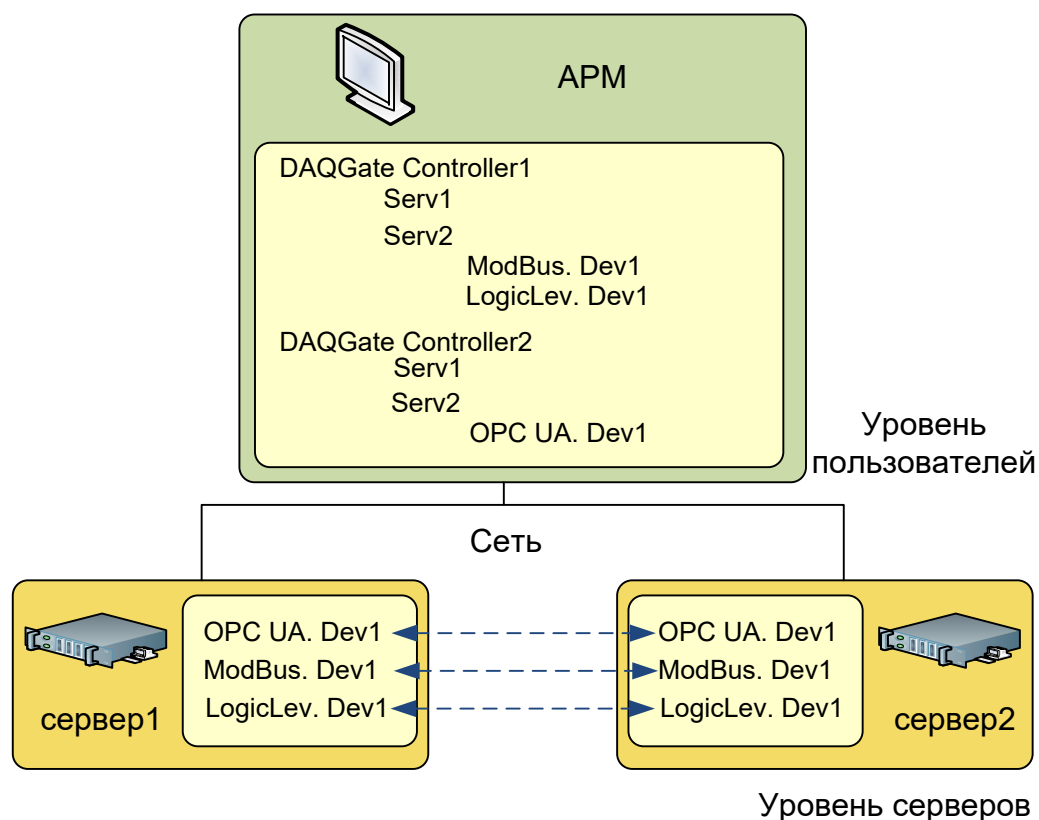 АРМ
DAQGate Controller1
Serv1
Serv2
ModBus. Dev1
LogicLev. Dev1
DAQGate Controller2
Serv1
Serv2
OPC UA. Dev1
Уровень
пользователей
Сеть
сервер1
OPC UA. Dev1
ModBus. Dev1
LogicLev. Dev1
OPC UA. Dev1
ModBus. Dev1
LogicLev. Dev1
сервер2
Уровень серверов